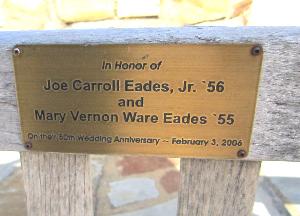 In Honor of
Joe Carroll Eades, Jr. `56
and
Mary Vernon Ware Eades `55
On their 50th Wedding Anniversary -- February 3, 2006